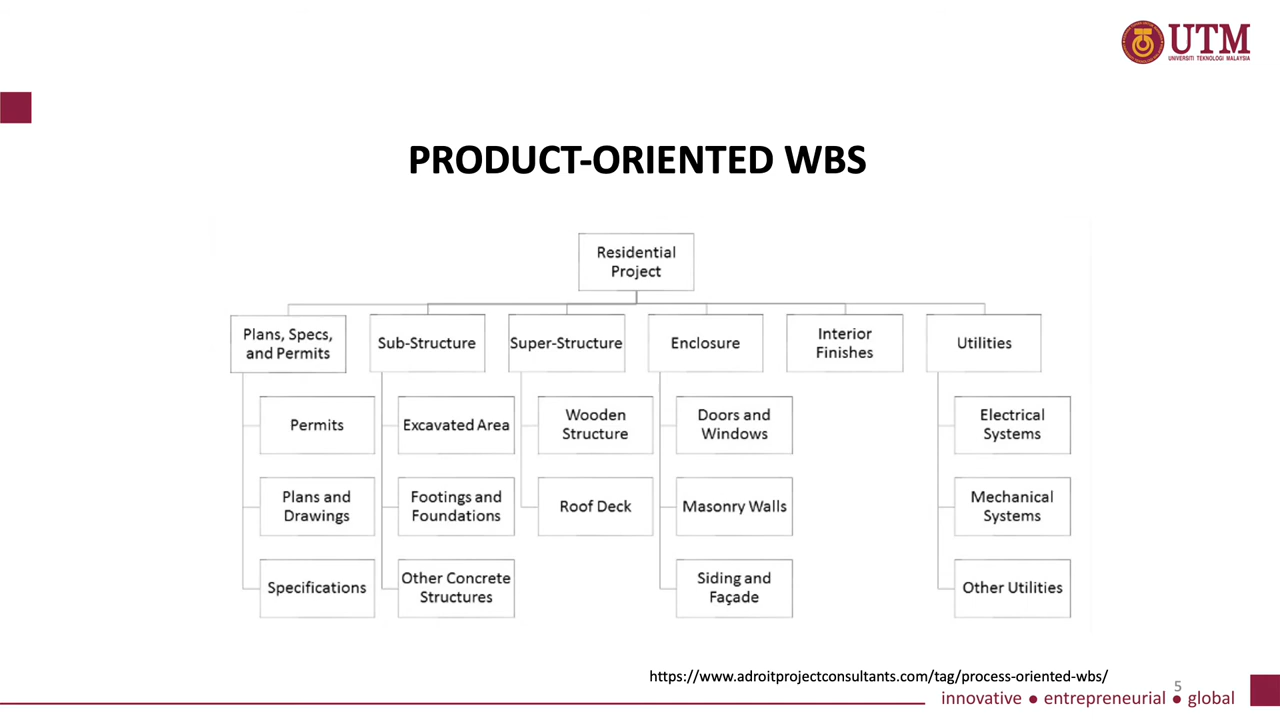 UTM
UNIVERSITI TEKNOLOGI MALAYSIA
PRODUCT-ORIENTED WBS
Residential
Project
Plans, Specs,
and Permits
Permits
Plans and
Drawings
Specifications
Sub-Structure
Excavated Area
Footings and
Foundations
Other Concrete
Structures
Super-Structure
Wooden
Structure
Roof Deck
Enclosure
Doors and
Windows
Masonry Walls
Siding and
Façade
Interior
Finishes
Utilities
Electrical
Systems
Mechanical
Systems
Other Utilities
https://www.adroitprojectconsultants.com/tag/process-oriented-wbs/
5
innovative ● entrepreneurial ● global